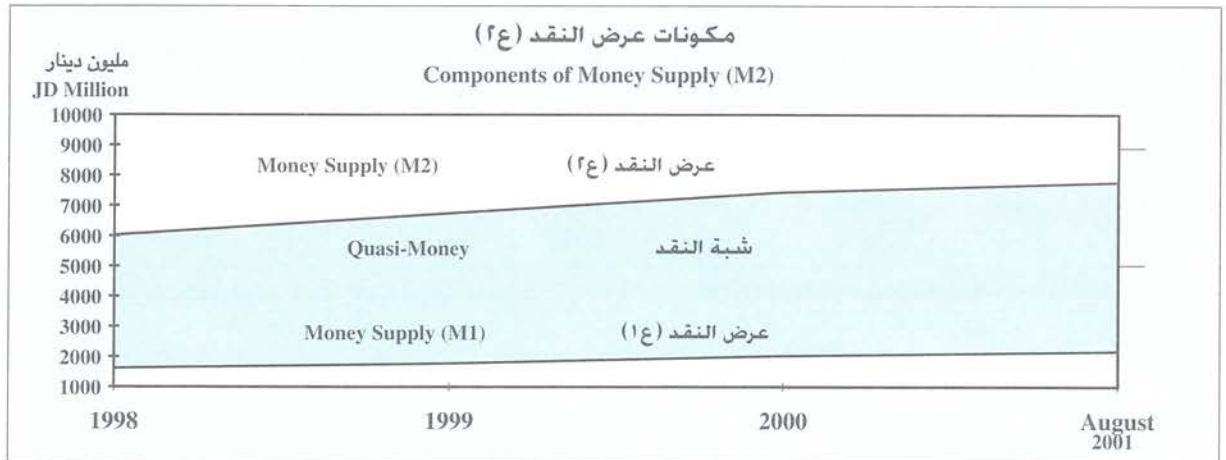 مكونات عرض النقد (ع٢)
Components of Money Supply (M2)
مليون دينار
JD Million
10000
9000
8000
7000
6000
5000
4000
3000
2000
1000
Money Supply (M2) عرض النقد (ع٢)
Quasi-Money شبة النقد
Money Supply (M1) عرض النقد (ع١)
1998 1999 2000 August
2001